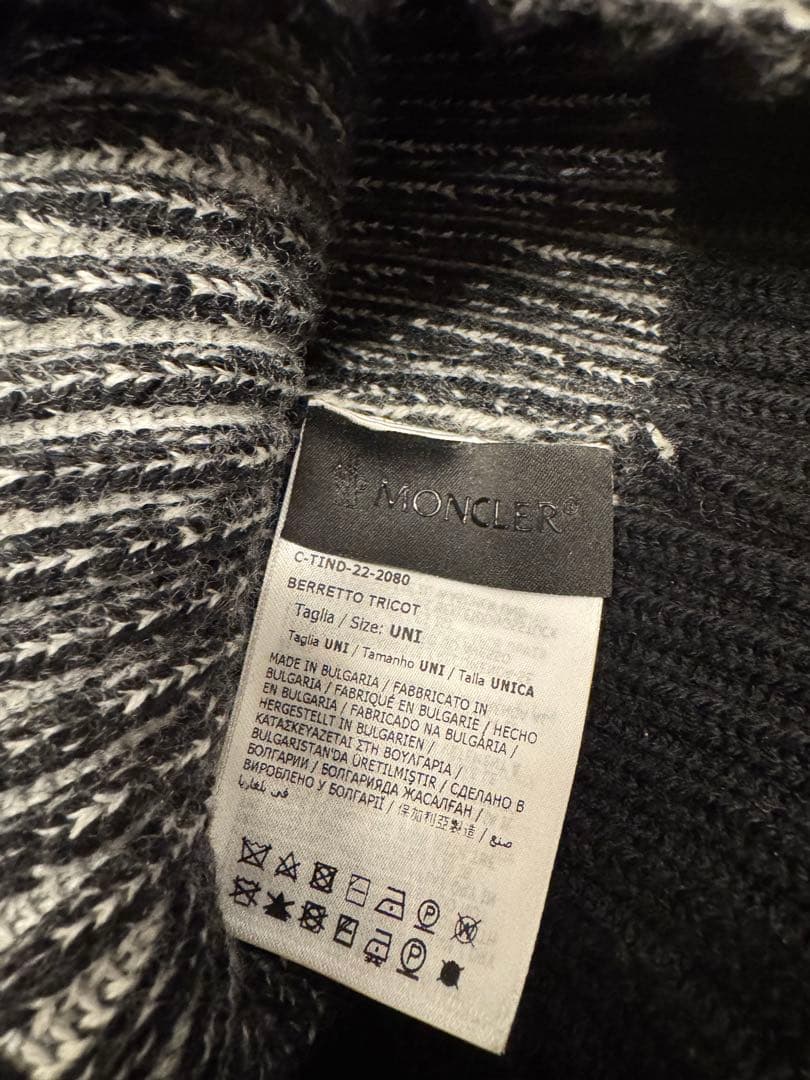 MONCLER®
C-TIND-22-2080
BERRETTO TRICOT
Taglia / Size: UNI
Taglia UNI / Tamanho UNI / Talla UNICA
MADE IN BULGARIA / FABBRICATO IN
BULGARIA / FABRIQUÉ EN BULGARIE / HECHO
EN BULGARIA / FABRICADO NA BULGÁRIA /
HERGESTELLT IN BULGARIEN /
ΚΑΤΑΣΚΕΥΑΖΕΤΑΙ ΣΤΗ ΒΟΥΛΓΑΡΙΑ /
BULGARISTAN'DA ÜRETILMIŞTIR / СДЕЛАНО В
БОЛГАРИИ / БОЛГАРИЯДА ЖАСАЛҒАН /
ВИРОБЛЕНО У БОЛГАРІЇ / 保加利亞製造 / صنع
في بلغاريا
P
P